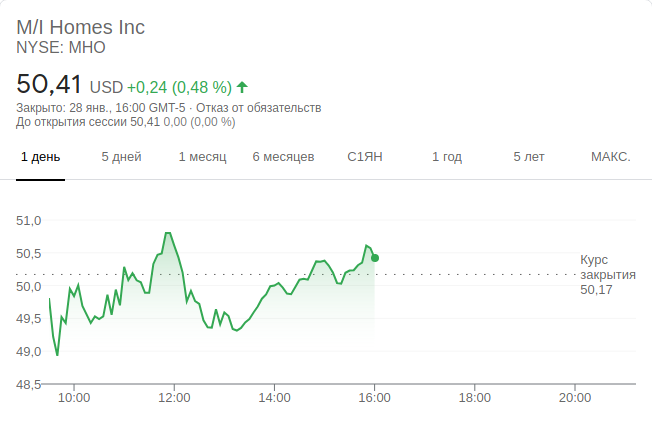 M/I Homes Inc
NYSE: MHO
50,41 USD +0,24 (0,48 %)
Закрыто: 28 янв., 16:00 GMT-5 · Отказ от обязательств
До открытия сессии 50,41 0,00 (0,00 %)
1 день 5 дней 1 месяц 6 месяцев С1ЯН 1 год 5 лет МАКС.
51,0
50,5
50,0
49,5
49,0
48,5
Курс
закрытия
50,17
10:00 12:00 14:00 16:00 18:00 20:00